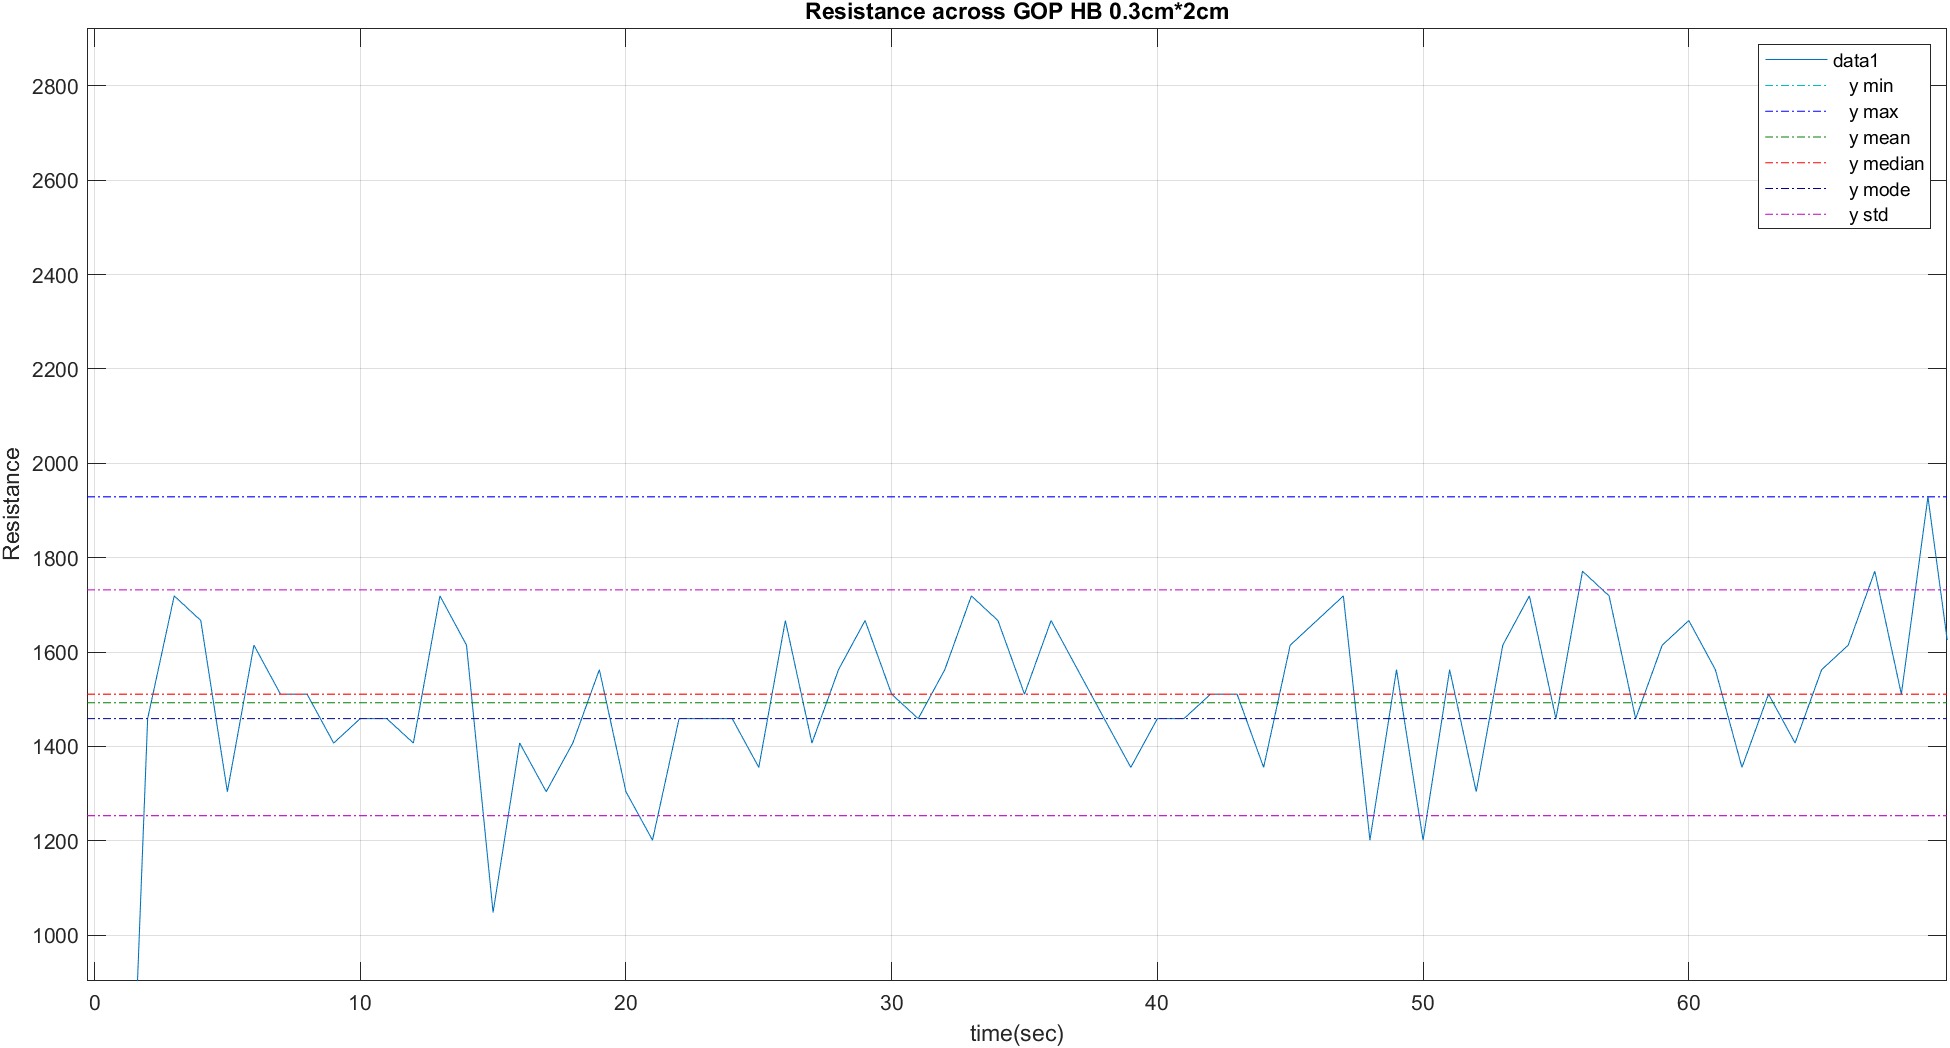 Resistance across GOP HB 0.3cm*2cm
data1
y min
y max
y mean
y median
y mode
y std
2800
2600
2400
2200
2000
1800
1600
1400
1200
1000
Resistance
0 10 20 30 40 50 60
time(sec)